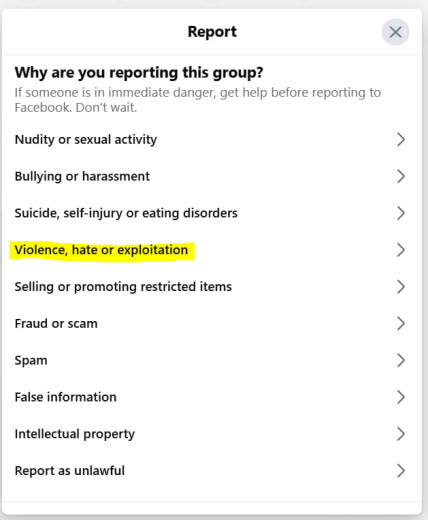 Report
Why are you reporting this group?
If someone is in immediate danger, get help before reporting to
Facebook. Don't wait.
Nudity or sexual activity
Bullying or harassment
Suicide, self-injury or eating disorders
Violence, hate or exploitation
Selling or promoting restricted items
Fraud or scam
Spam
False information
Intellectual property
Report as unlawful